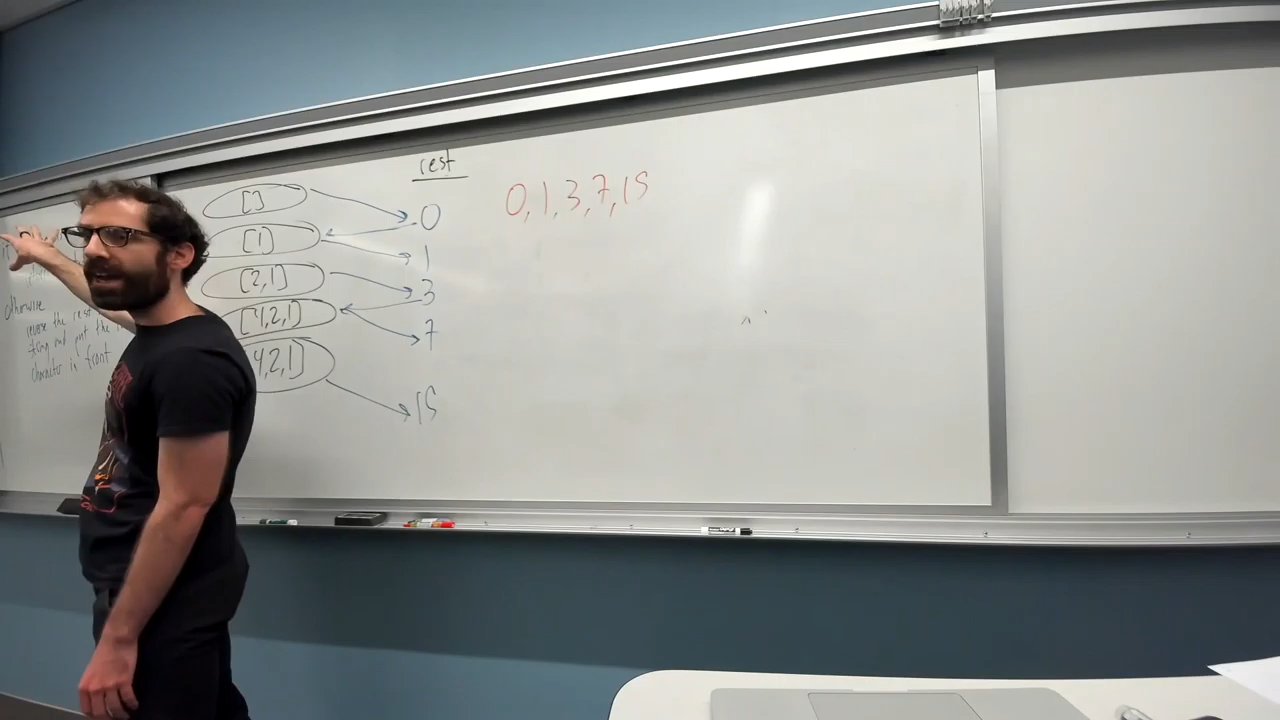 otherwise
reverse the rest
string and put the
character in front
[]
[1]
[2,1]
[4,2,1]
4,2,1]
rest
0
1
3
7
15
0,1,3,7,15